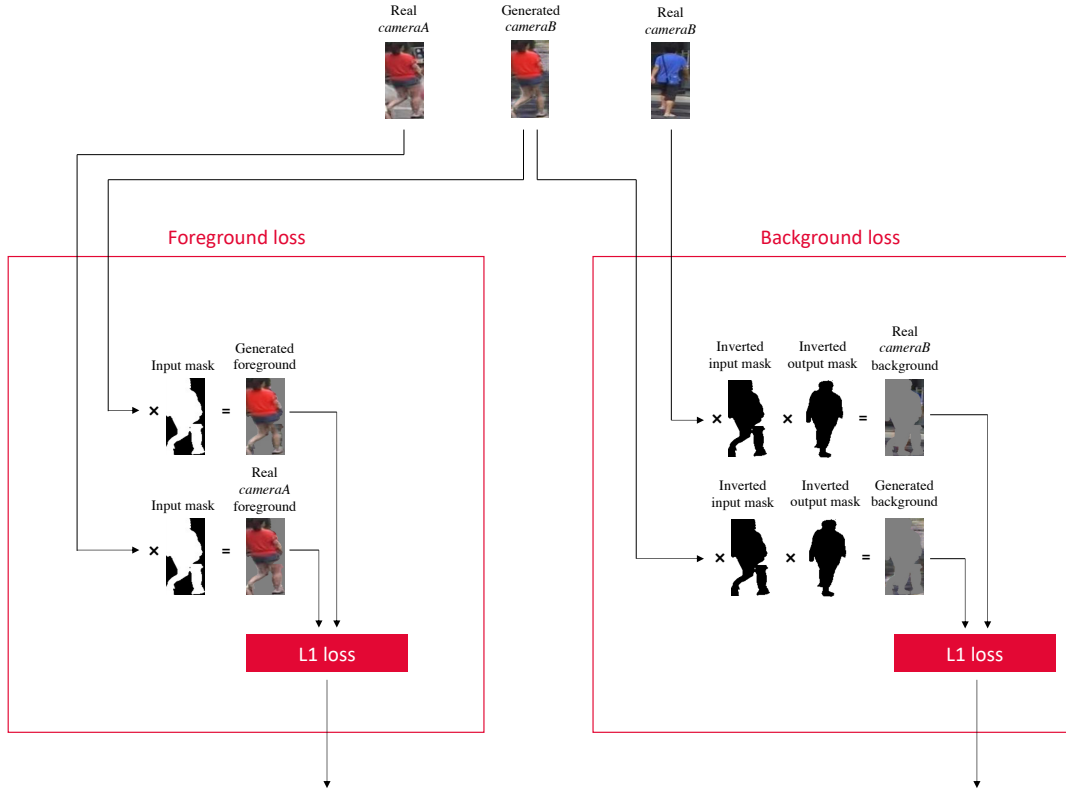 Real
cameraA
Generated
cameraB
Real
cameraB
Foreground loss
Input mask
Generated
foreground
×
=
Input mask
Real
cameraA
foreground
×
=
L1 loss
Background loss
Inverted
input mask
Inverted
output mask
Real
cameraB
background
×
×
=
Inverted
input mask
Inverted
output mask
Generated
background
×
×
=
L1 loss